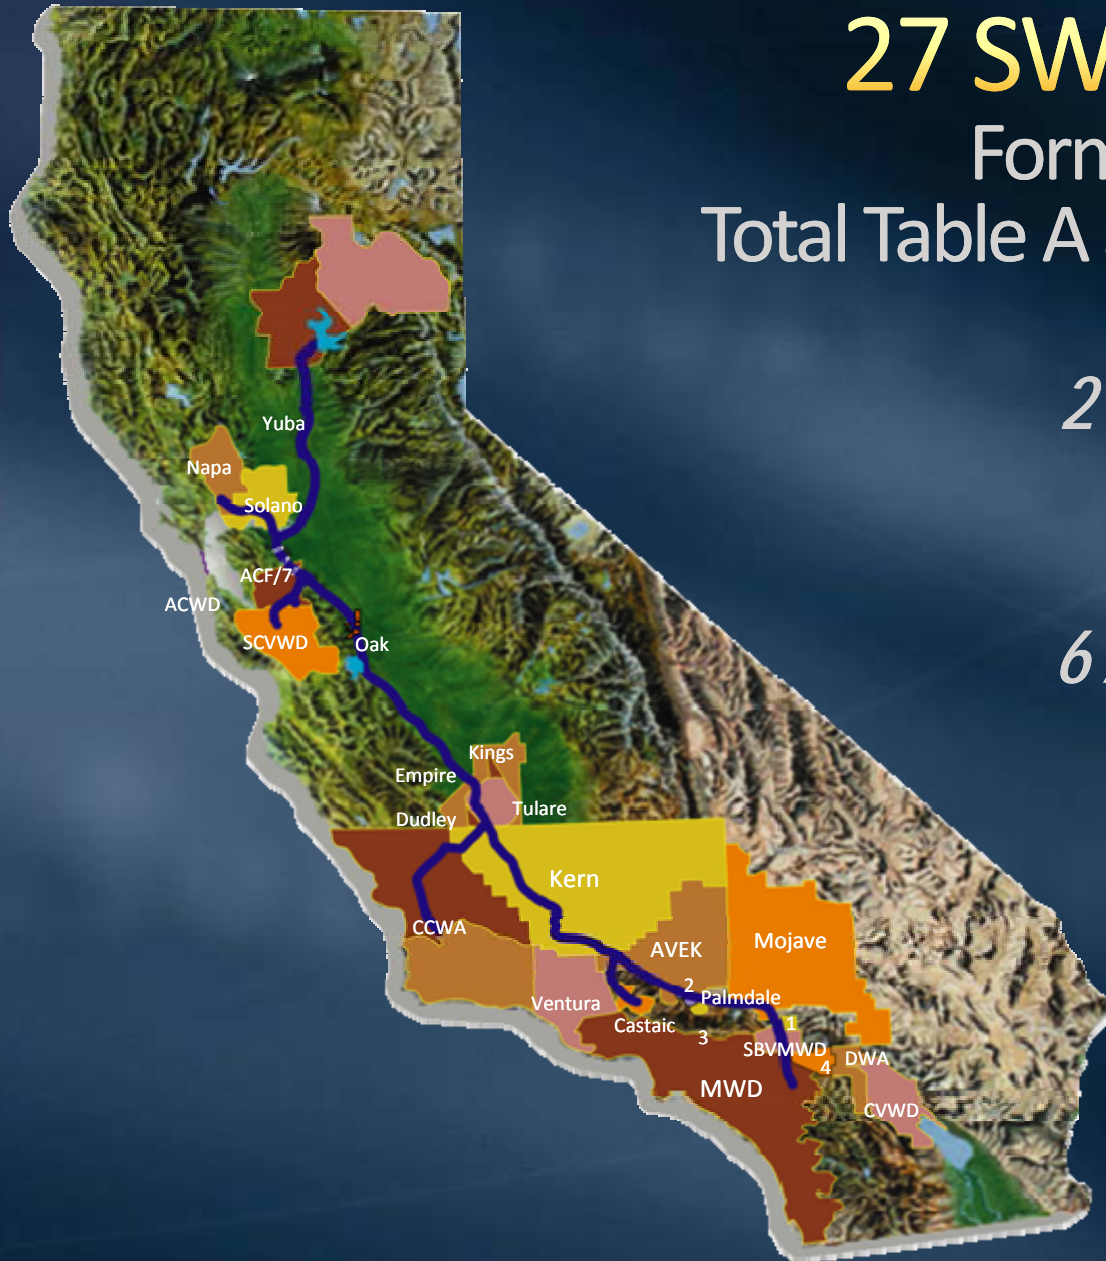 27 SW
Form
Total Table A
2
6
Yuba
Napa
Solano
ACF/7
ACWD
SCVWD
Oak
Kings
Empire
Tulare
Dudley
Kern
CCWA
AVEK
Mojave
2
Palmdale
Ventura
Castaic
1
3
SBVMWD
DWA
4
MWD
CVWD